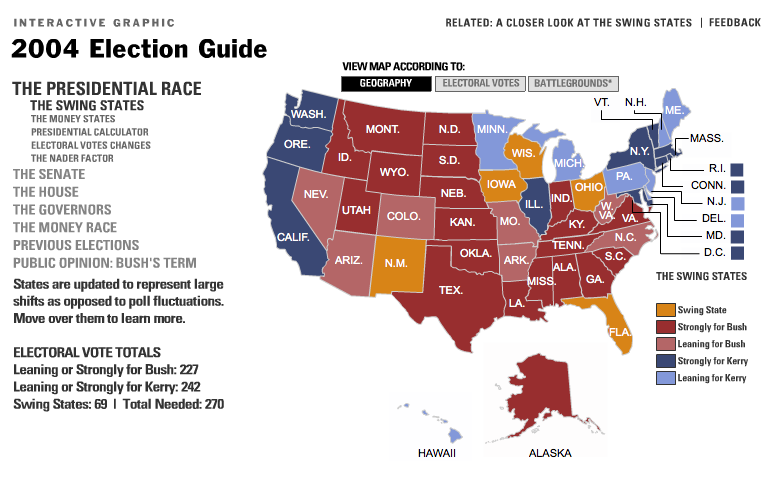 INTERACTIVE GRAPHIC
RELATED: A CLOSER LOOK AT THE SWING STATES | FEEDBACK
2004 Election Guide
VIEW MAP ACCORDING TO:
GEOGRAPHY
ELECTORAL VOTES
BATTLEGROUNDS*
THE PRESIDENTIAL RACE
THE SWING STATES
THE MONEY STATES
PRESIDENTIAL CALCULATOR
ELECTORAL VOTES CHANGES
THE NADER FACTOR
THE SENATE
THE HOUSE
THE GOVERNORS
THE MONEY RACE
PREVIOUS ELECTIONS
PUBLIC OPINION: BUSH'S TERM
States are updated to represent large
shifts as opposed to poll fluctuations.
Move over them to learn more.
ELECTORAL VOTE TOTALS
Leaning or Strongly for Bush: 227
Leaning or Strongly for Kerry: 242
Swing States: 69 | Total Needed: 270
VT.
N.H.
ME.
WASH.
MONT.
N.D.
MINN.
ORE.
ID.
S.D.
WIS.
MICH.
N.Y.
MASS.
WYO.
PA.
R.I.
NEV.
NEB.
IOWA
ILL.
IND.
OHIO
CONN.
UTAH
COLO.
KAN.
MO.
KY.
W.
VA.
VA.
N.J.
DEL.
CALIF.
MD.
ARIZ.
N.M.
OKLA.
ARK.
TENN.
N.C.
D.C.
S.C.
TEX.
LA.
MISS.
ALA.
GA.
FLA.
HAWAII
ALASKA
THE SWING STATES
Swing State
Strongly for Bush
Leaning for Bush
Strongly for Kerry
Leaning for Kerry